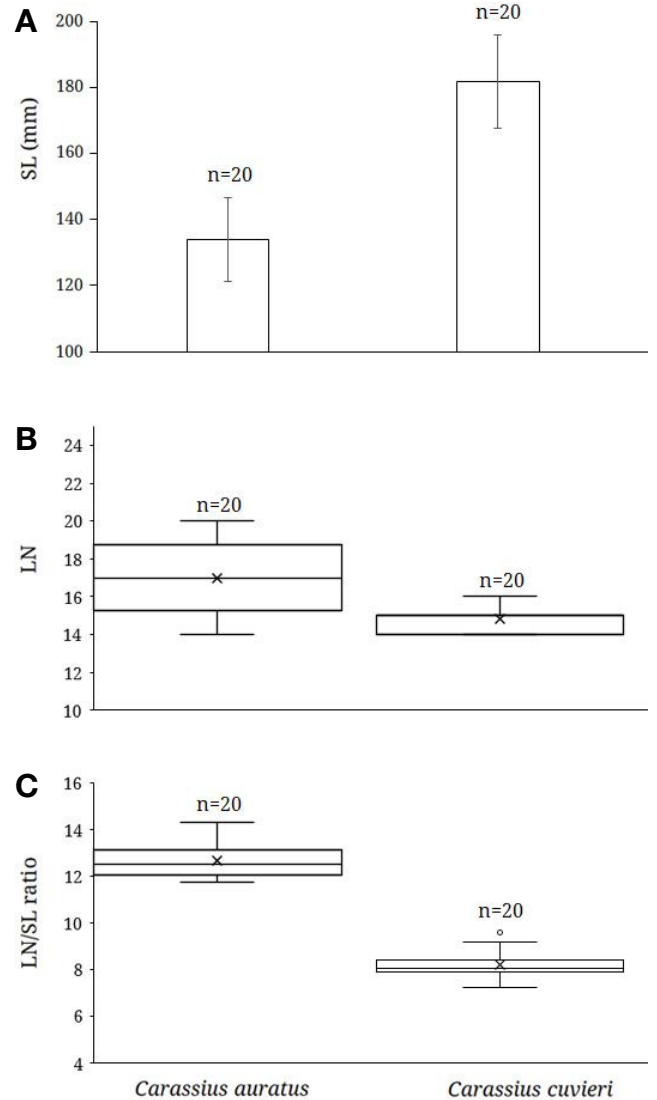 A
200
180
160
140
120
100
SL (mm)
n=20
n=20
B
24
22
20
18
16
14
12
10
LN
n=20
n=20
C
16
14
12
10
8
6
4
LN/SL ratio
n=20
n=20
Carassius auratus
Carassius cuvieri